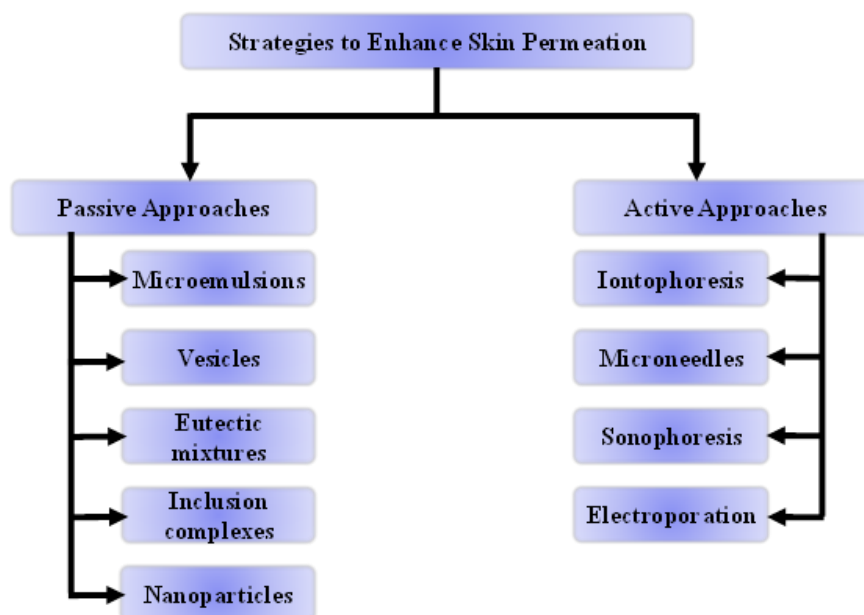 Strategies to Enhance Skin Permeation
Passive Approaches
Microemulsions
Vesicles
Eutectic
mixtures
Inclusion
complexes
Nanoparticles
Active Approaches
Iontophoresis
Microneedles
Sonophoresis
Electroporation